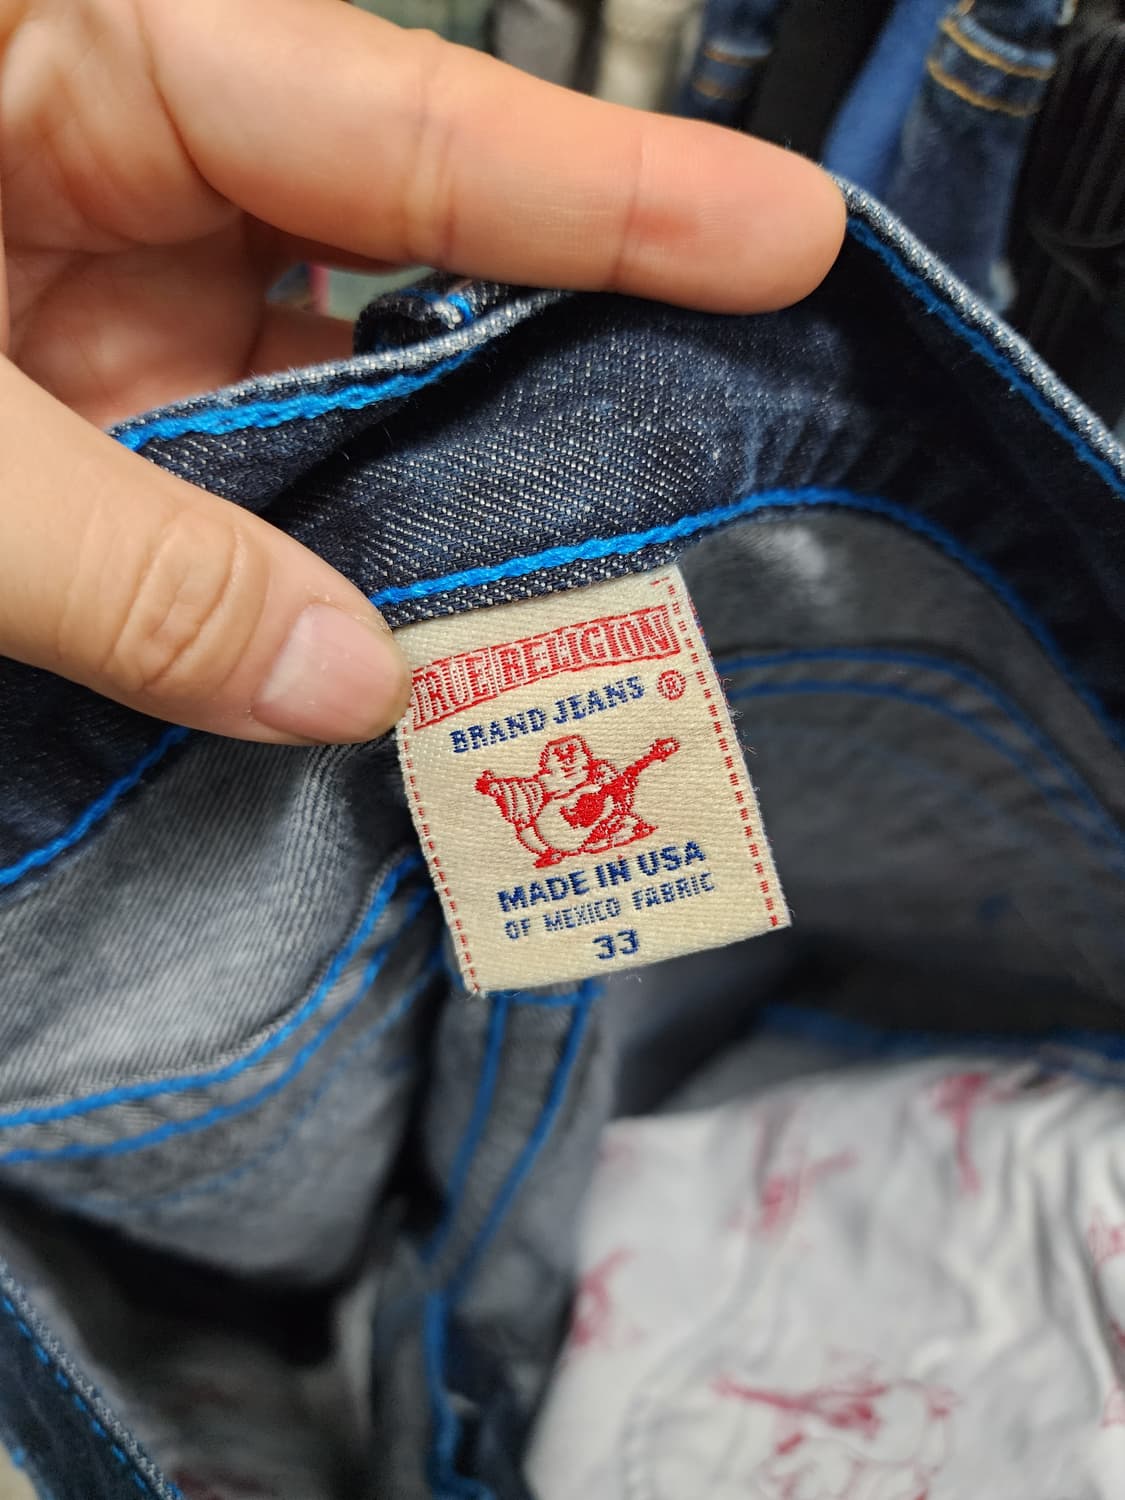 TRUE RELIGION
BRAND JEANS ®
MADE IN USA
OF MEXICO FABRIC
33